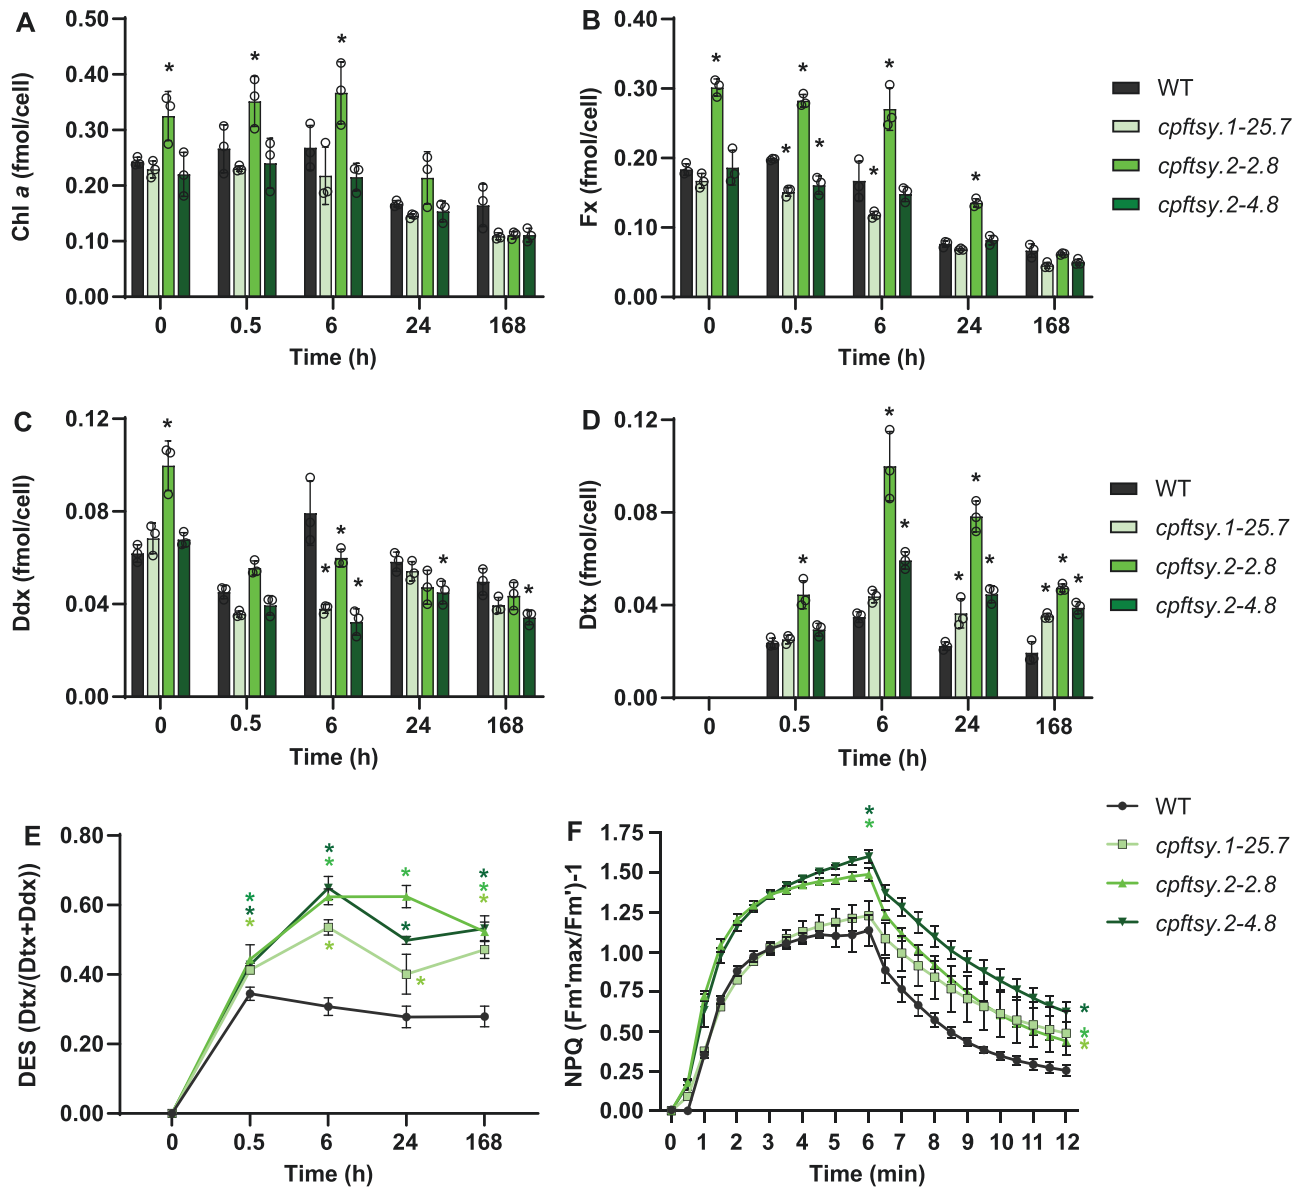 A
Chl a (fmol/cell)
0.50
0.40
0.30
0.20
0.10
0.00
* * *
0 0.5 6 24 168
Time (h)
B
Fx (fmol/cell)
0.40
0.30
0.20
0.10
0.00
* * * * * * *
0 0.5 6 24 168
Time (h)
WT
cpftsy.1-25.7
cpftsy.2-2.8
cpftsy.2-4.8
C
Ddx (fmol/cell)
0.12
0.08
0.04
0.00
* * * * * *
0 0.5 6 24 168
Time (h)
D
Dtx (fmol/cell)
0.12
0.08
0.04
0.00
* * * * * * * * *
0 0.5 6 24 168
Time (h)
WT
cpftsy.1-25.7
cpftsy.2-2.8
cpftsy.2-4.8
E
DES (Dtx/(Dtx+Ddx))
0.80
0.60
0.40
0.20
0.00
* * * * * * * * * * * *
0 0.5 6 24 168
Time (h)
F
NPQ (Fm'max/Fm')-1
1.75
1.50
1.25
1.00
0.75
0.50
0.25
0.00
* * * * *
0 1 2 3 4 5 6 7 8 9 10 11 12
Time (min)
WT
cpftsy.1-25.7
cpftsy.2-2.8
cpftsy.2-4.8